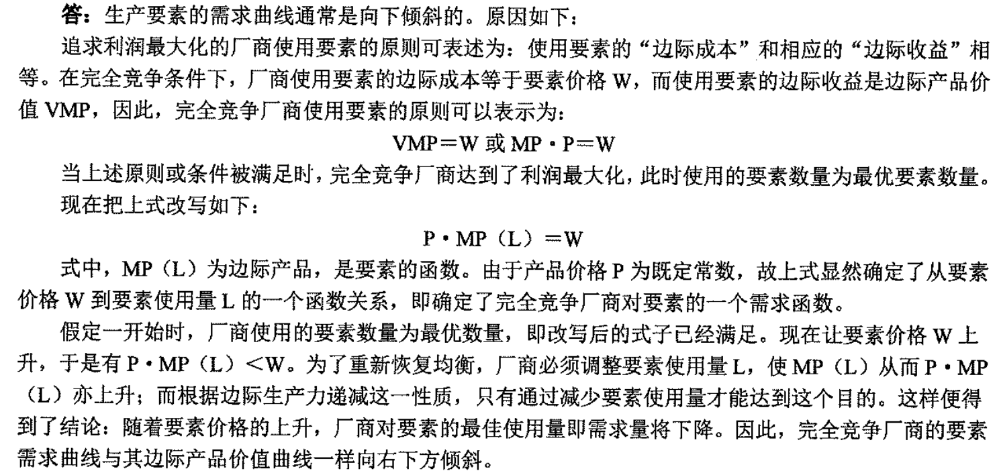 答：生产要素的需求曲线通常是向下倾斜的。原因如下：
追求利润最大化的厂商使用要素的原则可表述为：使用要素的“边际成本”和相应的“边际收益”相
等。在完全竞争条件下，厂商使用要素的边际成本等于要素价格 W，而使用要素的边际收益是边际产品价
值 VMP，因此，完全竞争厂商使用要素的原则可以表示为：
VMP＝W 或 MP·P＝W
当上述原则或条件被满足时，完全竞争厂商达到了利润最大化，此时使用的要素数量为最优要素数量。
现在把上式改写如下：
P·MP（L）＝W
式中，MP（L）为边际产品，是要素的函数。由于产品价格 P 为既定常数，故上式显然确定了从要素
价格 W 到要素使用量 L 的一个函数关系，即确定了完全竞争厂商对要素的一个需求函数。
假定一开始时，厂商使用的要素数量为最优数量，即改写后的式子已经满足。现在让要素价格 W 上
升，于是有 P·MP（L）＜W。为了重新恢复均衡，厂商必须调整要素使用量 L，使 MP（L）从而 P·MP
（L）亦上升；而根据边际生产力递减这一性质，只有通过减少要素使用量才能达到这个目的。这样便得
到了结论：随着要素价格的上升，厂商对要素的最佳使用量即需求量将下降。因此，完全竞争厂商的要素
需求曲线与其边际产品价值曲线一样向右下方倾斜。